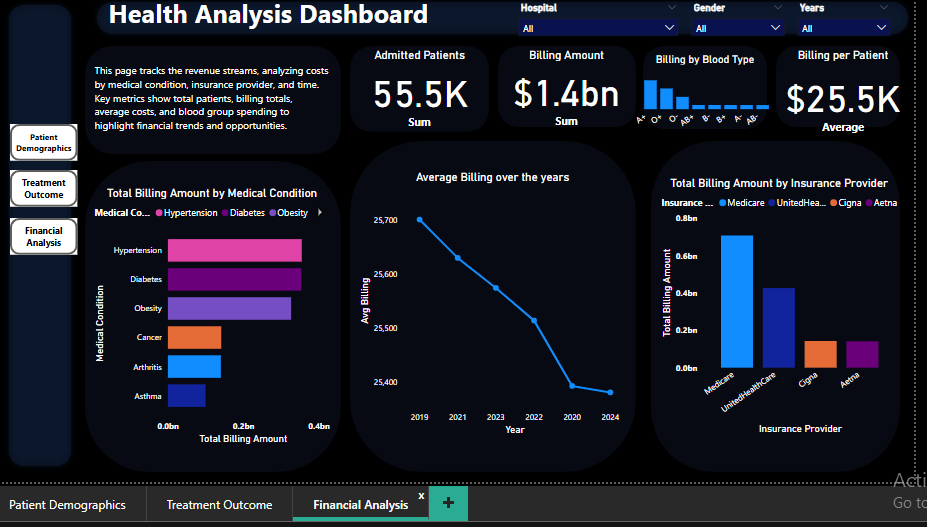 Health Analysis Dashboard
Hospital
All
Gender
All
Years
All
This page tracks the revenue streams, analyzing costs
by medical condition, insurance provider, and time.
Key metrics show total patients, billing totals,
average costs, and blood group spending to
highlight financial trends and opportunities.
Admitted Patients
55.5K
Sum
Billing Amount
$1.4bn
Sum
Billing by Blood Type
A+ O+ O- AB+ B- B+ A- AB-
Billing per Patient
$25.5K
Average
Patient
Demographics
Treatment
Outcome
Financial
Analysis
Total Billing Amount by Medical Condition
Medical Co... Hypertension Diabetes Obesity
Medical Condition
Hypertension
Diabetes
Obesity
Cancer
Arthritis
Asthma
0.0bn 0.2bn 0.4bn
Total Billing Amount
Average Billing over the years
Avg Billing
25,700
25,600
25,500
25,400
2019 2021 2023 2022 2020 2024
Year
Total Billing Amount by Insurance Provider
Insurance ... Medicare UnitedHea... Cigna Aetna
Total Billing Amount
0.8bn
0.6bn
0.4bn
0.2bn
0.0bn
Medicare UnitedHealthCare Cigna Aetna
Insurance Provider
Acti
Go to
Patient Demographics
Treatment Outcome
Financial Analysis x
+